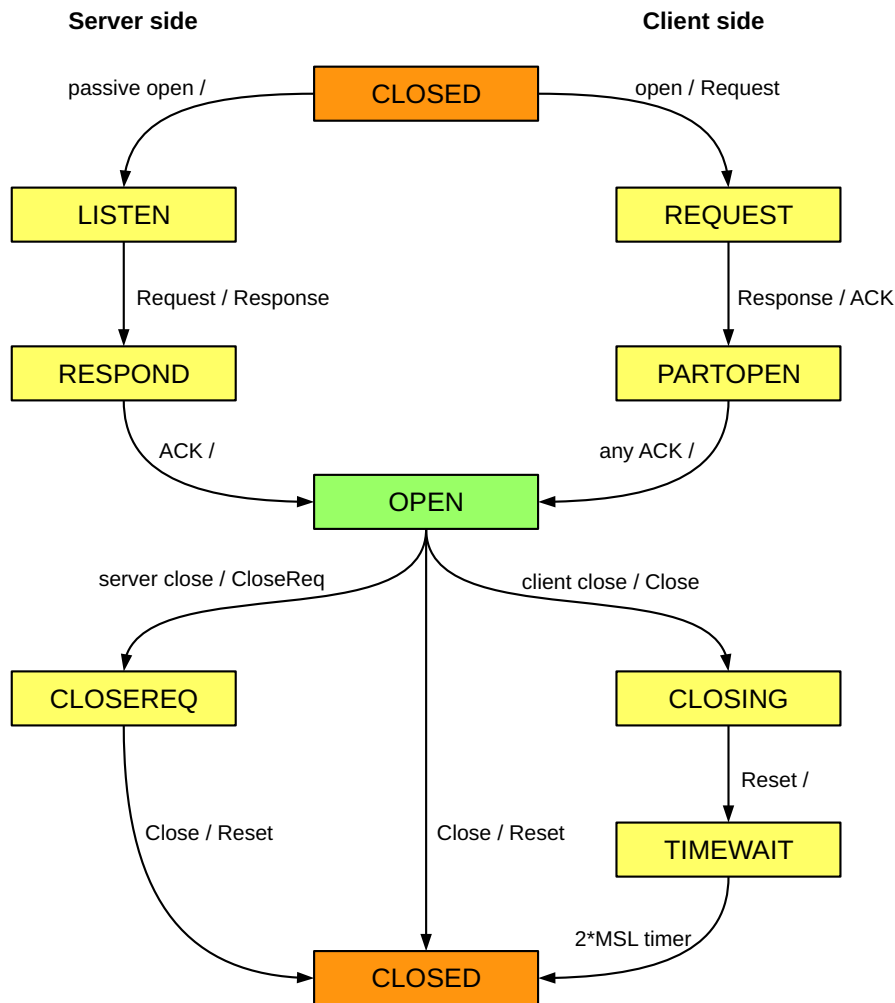 Server side
Client side
passive open /
CLOSED
open / Request
LISTEN
REQUEST
Request / Response
Response / ACK
RESPOND
PARTOPEN
ACK /
any ACK /
OPEN
server close / CloseReq
client close / Close
CLOSEREQ
CLOSING
Reset /
Close / Reset
Close / Reset
TIMEWAIT
2*MSL timer
CLOSED